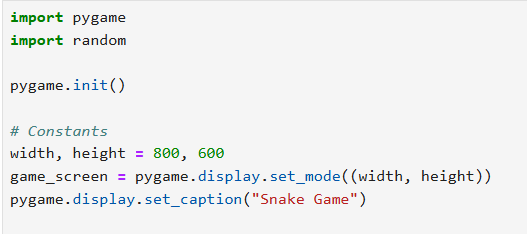 import pygame
import random
pygame.init()
# Constants
width, height = 800, 600
game_screen = pygame.display.set_mode((width, height))
pygame.display.set_caption("Snake Game")